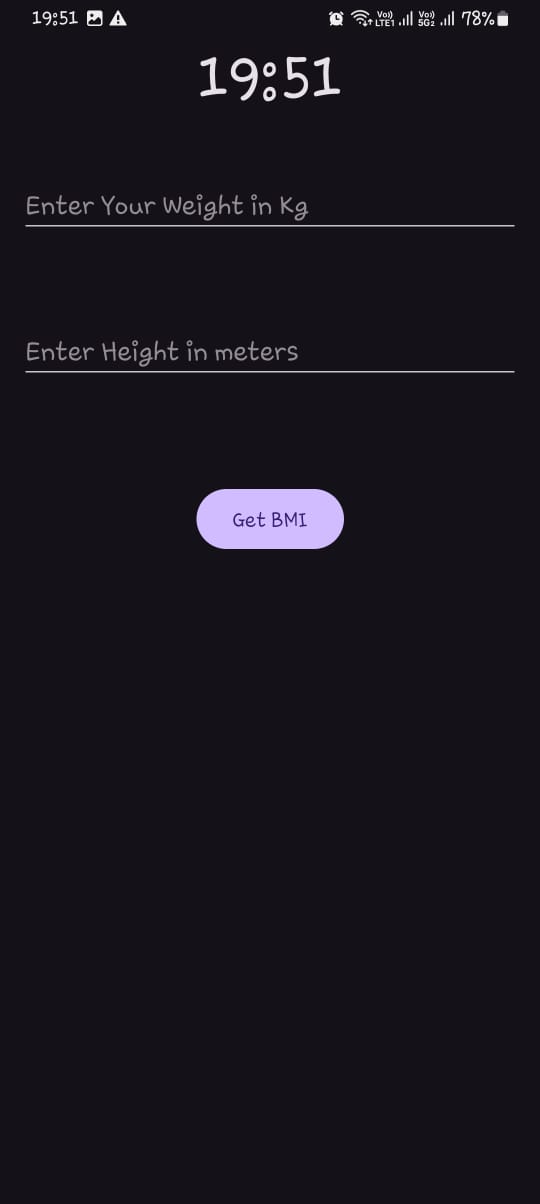 19:51 Vo)) LTE1 Vo)) 5G2 78%
19:51
Enter Your Weight in Kg
Enter Height in meters
Get BMI